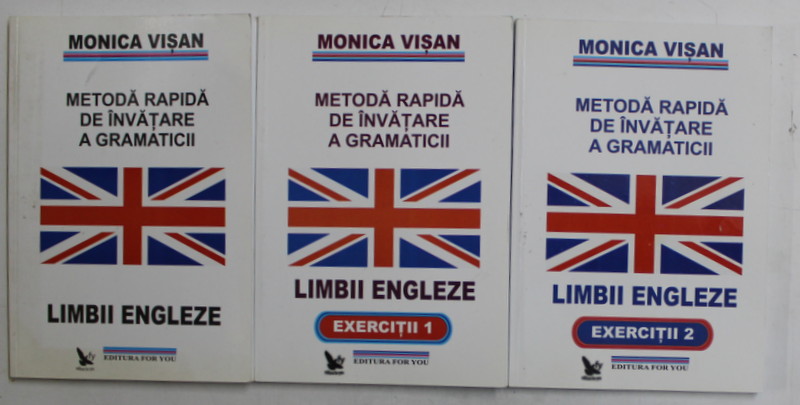 MONICA VIȘAN
METODĂ RAPIDĂ
DE ÎNVĂȚARE
A GRAMATICII
LIMBII ENGLEZE
EDITURA FOR YOU
MONICA VIȘAN
METODĂ RAPIDĂ
DE ÎNVĂȚARE
A GRAMATICII
LIMBII ENGLEZE
EXERCIȚII 1
EDITURA FOR YOU
MONICA VIȘAN
METODĂ RAPIDĂ
DE ÎNVĂȚARE
A GRAMATICII
LIMBII ENGLEZE
EXERCIȚII 2
EDITURA FOR YOU